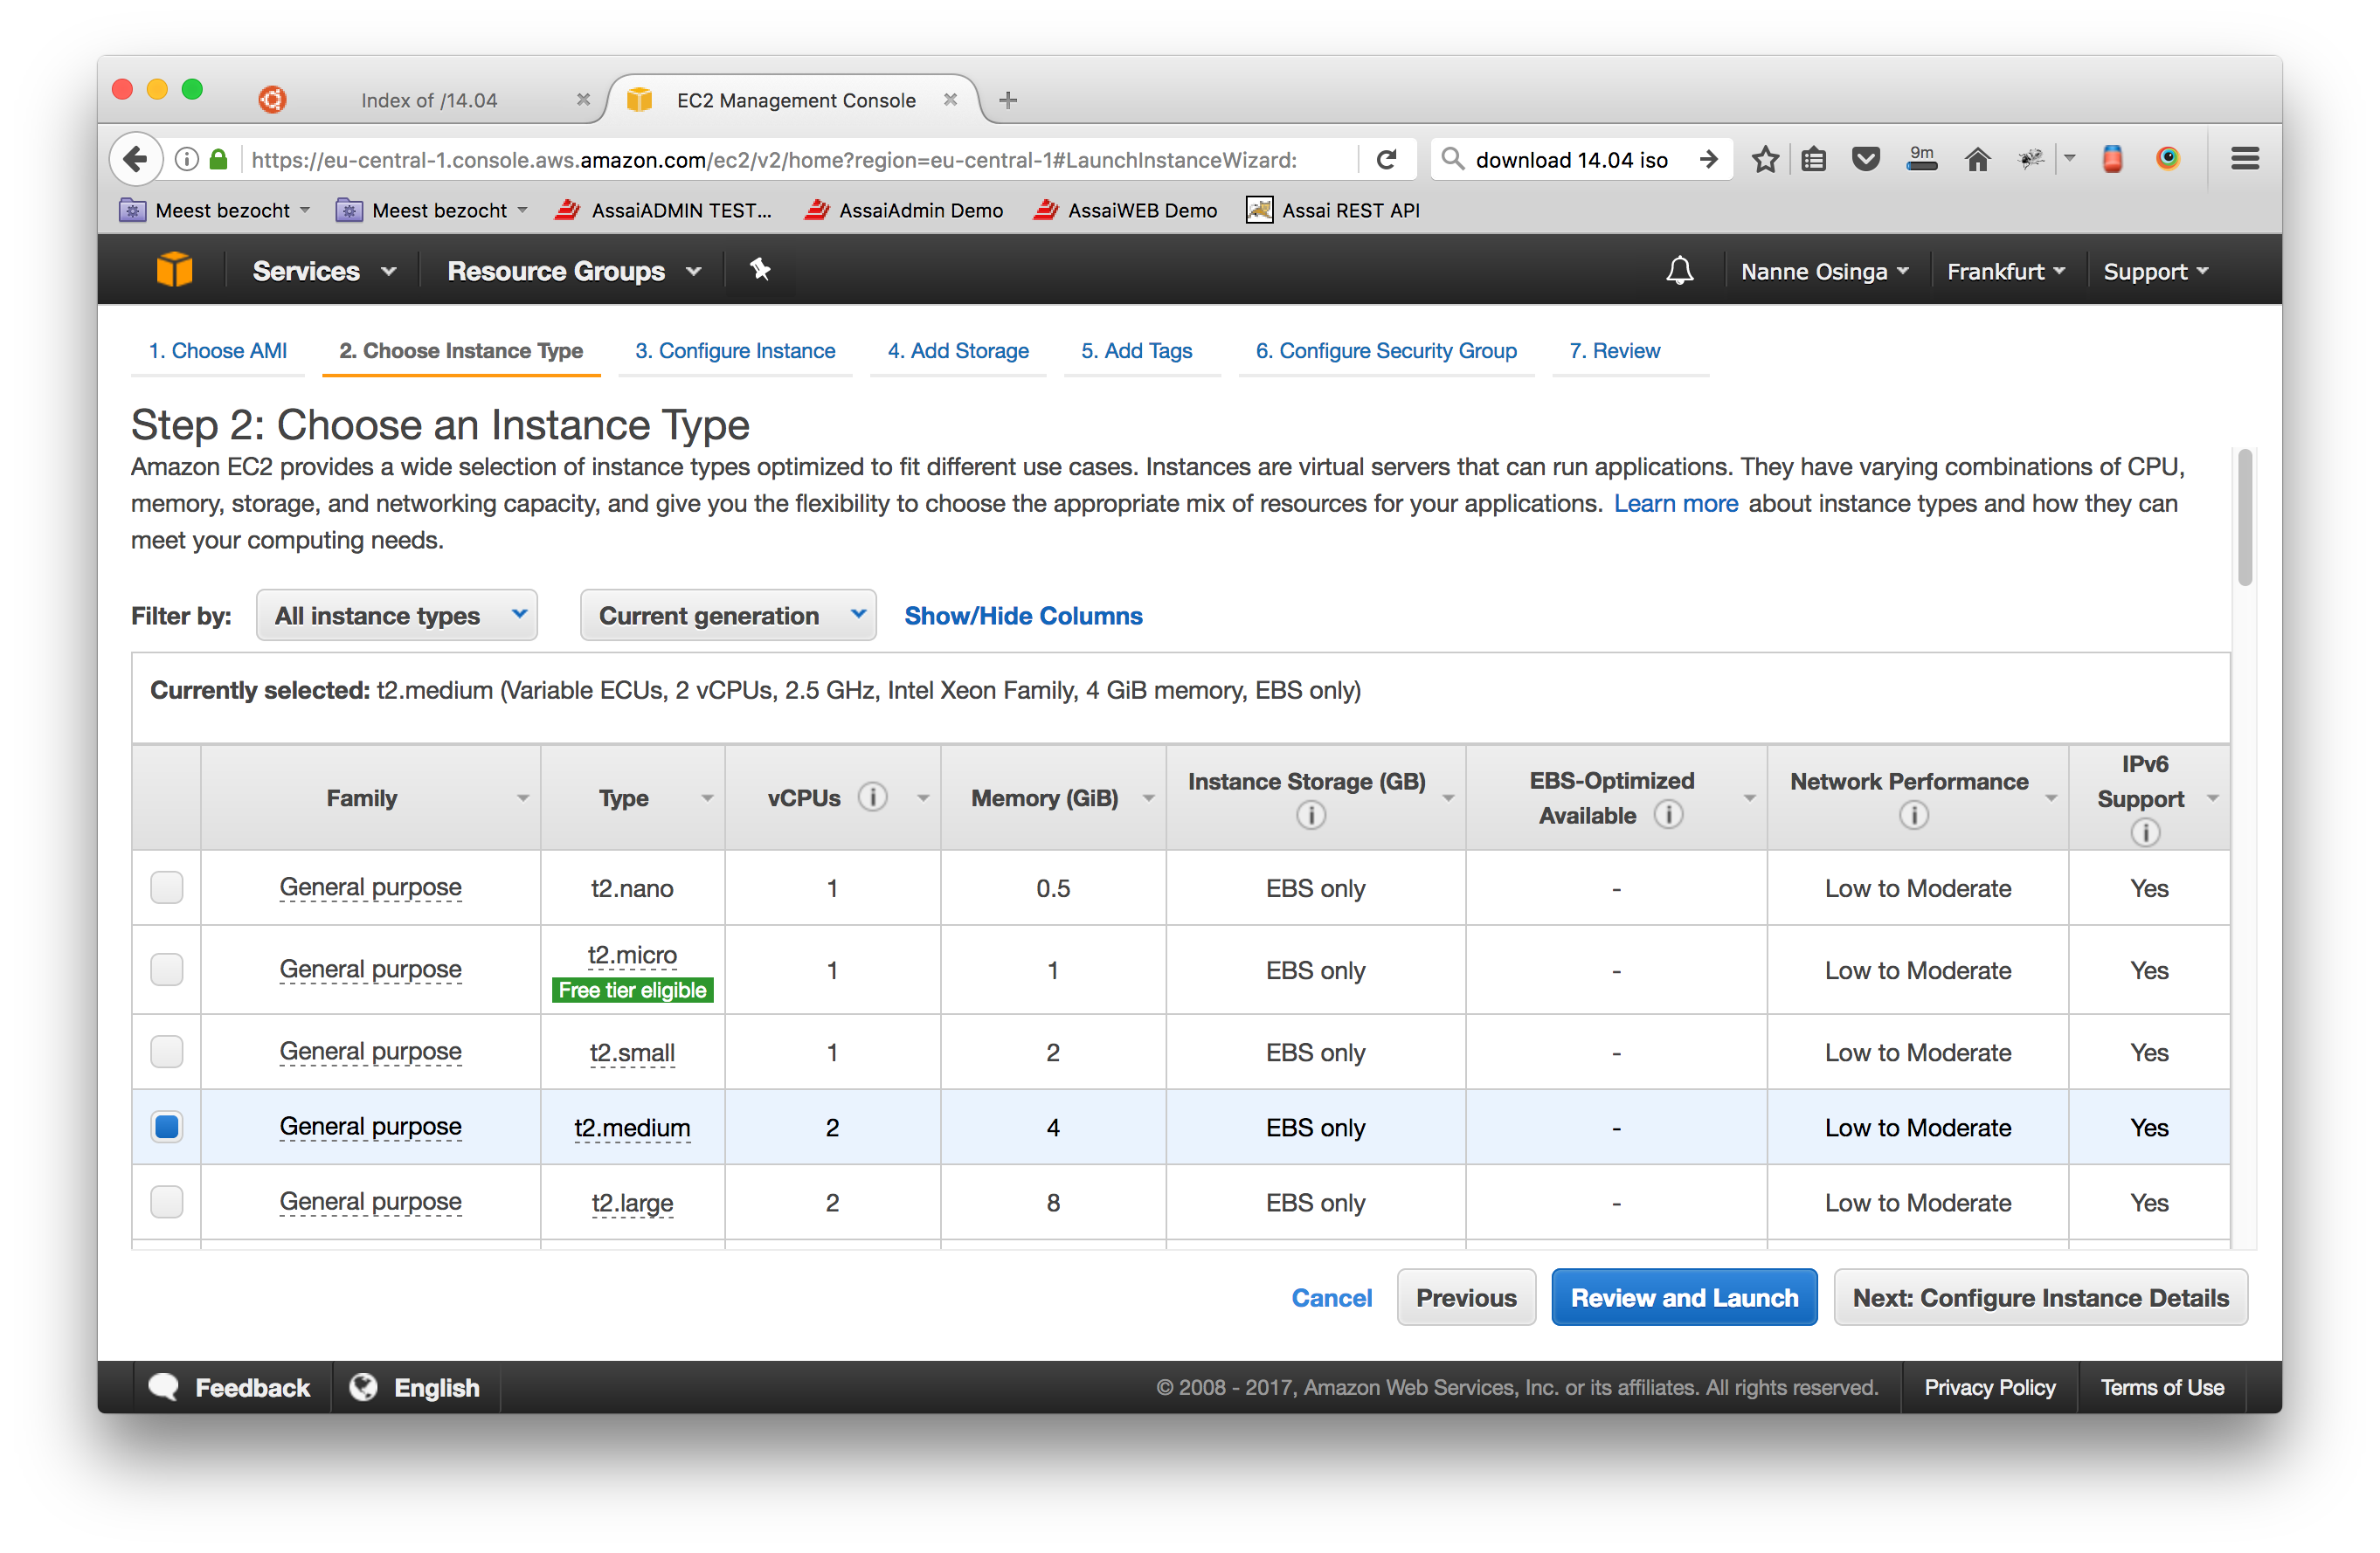 Index of /14.04
EC2 Management Console
https://eu-central-1.console.aws.amazon.com/ec2/v2/home?region=eu-central-1#LaunchInstanceWizard:
download 14.04 iso
9m
Meest bezocht
Meest bezocht
AssaiADMIN TEST...
AssaiAdmin Demo
AssaiWEB Demo
Assai REST API
Services
Resource Groups
Nanne Osinga
Frankfurt
Support
1. Choose AMI
2. Choose Instance Type
3. Configure Instance
4. Add Storage
5. Add Tags
6. Configure Security Group
7. Review
Step 2: Choose an Instance Type
Amazon EC2 provides a wide selection of instance types optimized to fit different use cases. Instances are virtual servers that can run applications. They have varying combinations of CPU,
memory, storage, and networking capacity, and give you the flexibility to choose the appropriate mix of resources for your applications. Learn more about instance types and how they can
meet your computing needs.
Filter by: All instance types Current generation Show/Hide Columns
Currently selected: t2.medium (Variable ECUs, 2 vCPUs, 2.5 GHz, Intel Xeon Family, 4 GiB memory, EBS only)
Family Type vCPUs Memory (GiB) Instance Storage (GB) EBS-Optimized Available Network Performance IPv6 Support
General purpose t2.nano 1 0.5 EBS only - Low to Moderate Yes
General purpose t2.micro 1 1 EBS only - Low to Moderate Yes
Free tier eligible
General purpose t2.small 1 2 EBS only - Low to Moderate Yes
General purpose t2.medium 2 4 EBS only - Low to Moderate Yes
General purpose t2.large 2 8 EBS only - Low to Moderate Yes
Cancel Previous Review and Launch Next: Configure Instance Details
Feedback English © 2008 - 2017, Amazon Web Services, Inc. or its affiliates. All rights reserved. Privacy Policy Terms of Use